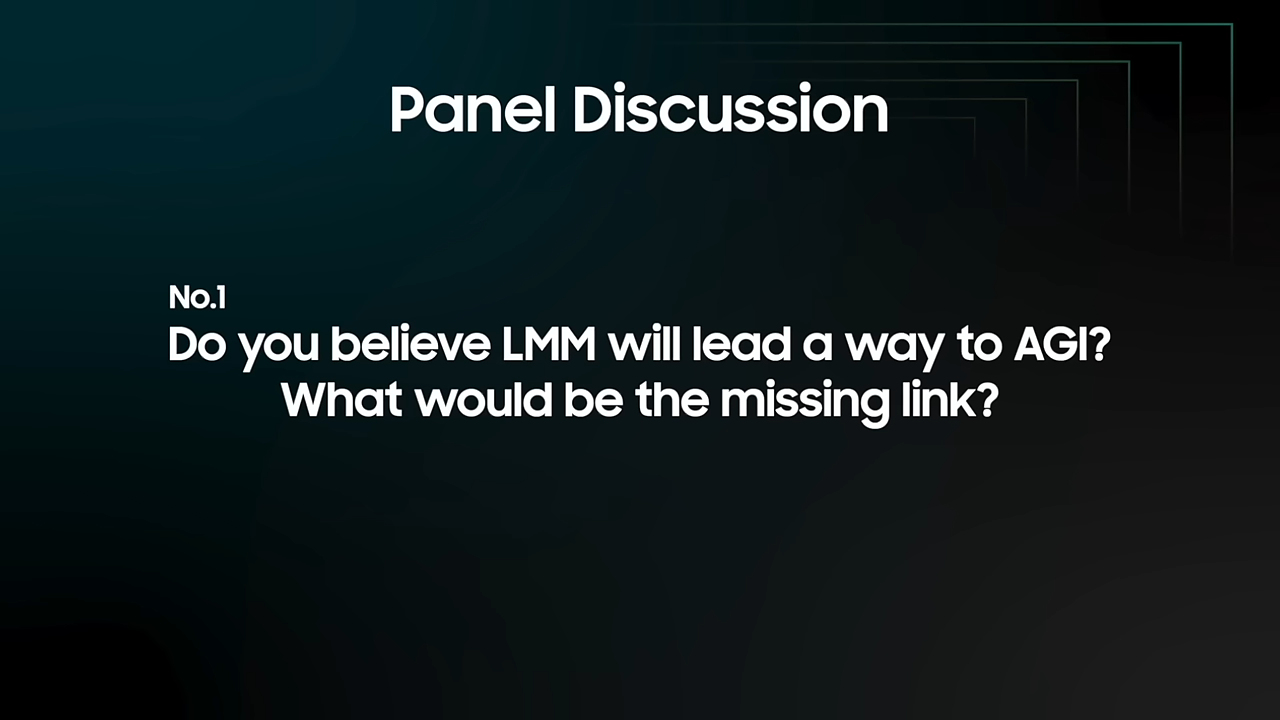 Panel Discussion
No.1
Do you believe LMM will lead a way to AGI?
What would be the missing link?